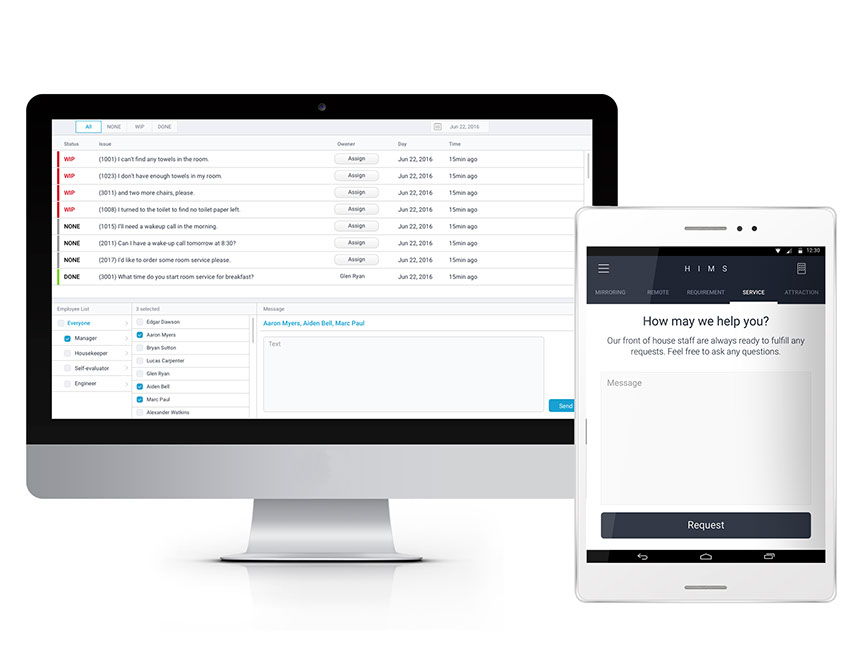 All NONE WIP DONE Jun 22, 2016
Status Issue Owner Day Time
WIP (1001) I can't find any towels in the room. Assign Jun 22, 2016 15min ago
WIP (1023) I don't have enough towels in my room. Assign Jun 22, 2016 15min ago
WIP (3011) and two more chairs, please. Assign Jun 22, 2016 15min ago
WIP (1008) I turned to the toilet to find no toilet paper left. Assign Jun 22, 2016 15min ago
NONE (1015) I'll need a wakeup call in the morning. Assign Jun 22, 2016 15min ago
NONE (2011) Can I have a wake-up call tomorrow at 8:30? Assign Jun 22, 2016 15min ago
NONE (2017) I'd like to order some room service please. Assign Jun 22, 2016 15min ago
DONE (3001) What time do you start room service for breakfast? Glen Ryan Jun 22, 2016 15min ago
Employee List
Everyone
Manager
Housekeeper
Self-evaluator
Engineer
3 selected
Edgar Dawson
Aaron Myers
Bryan Sutton
Lucas Carpenter
Glen Ryan
Aiden Bell
Marc Paul
Alexander Watkins
Message
Aaron Myers, Aiden Bell, Marc Paul
Text
Send
12:30
HIMS
MIRRORING REMOTE REQUIREMENT SERVICE ATTRACTION
How may we help you?
Our front of house staff are always ready to fulfill any
requests. Feel free to ask any questions.
Message
Request